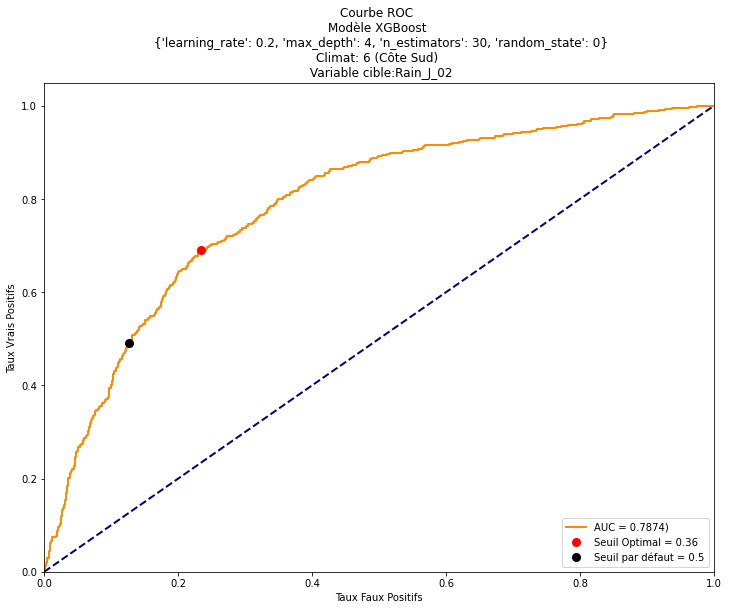 Courbe ROC
Modèle XGBoost
{'learning_rate': 0.2, 'max_depth': 4, 'n_estimators': 30, 'random_state': 0}
Climat: 6 (Côte Sud)
Variable cible:Rain_J_02
1.0
0.8
0.6
0.4
0.2
0.0
Taux Vrais Positifs
AUC = 0.7874)
Seuil Optimal = 0.36
Seuil par défaut = 0.5
0.0 0.2 0.4 0.6 0.8 1.0
Taux Faux Positifs